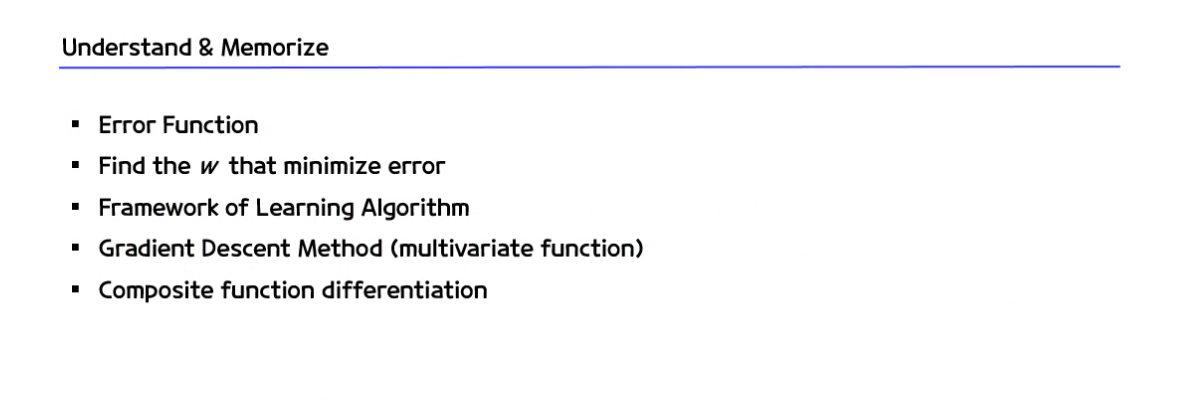 Understand & Memorize
▪ Error Function
▪ Find the w that minimize error
▪ Framework of Learning Algorithm
▪ Gradient Descent Method (multivariate function)
▪ Composite function differentiation